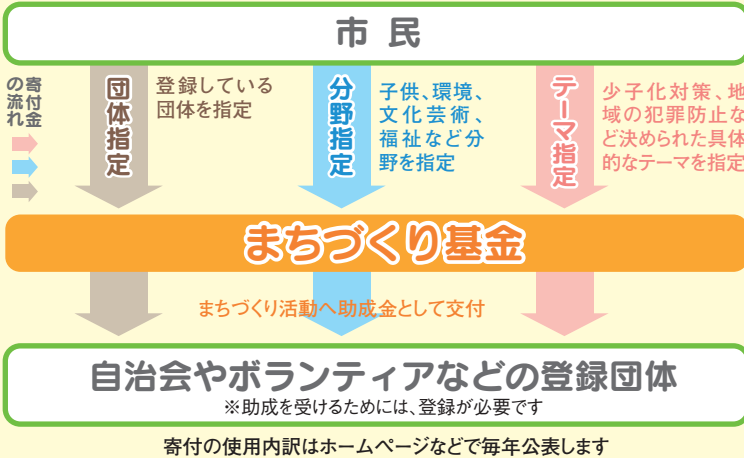 市民
寄付金
の流れ
団体指定
登録している
団体を指定
分野指定
子供、環境、
文化芸術、
福祉など分
野を指定
テーマ指定
少子化対策、地
域の犯罪防止な
ど決められた具体
的なテーマを指定
まちづくり基金
まちづくり活動へ助成金として交付
自治会やボランティアなどの登録団体
※助成を受けるためには、登録が必要です
寄付の使用内訳はホームページなどで毎年公表します